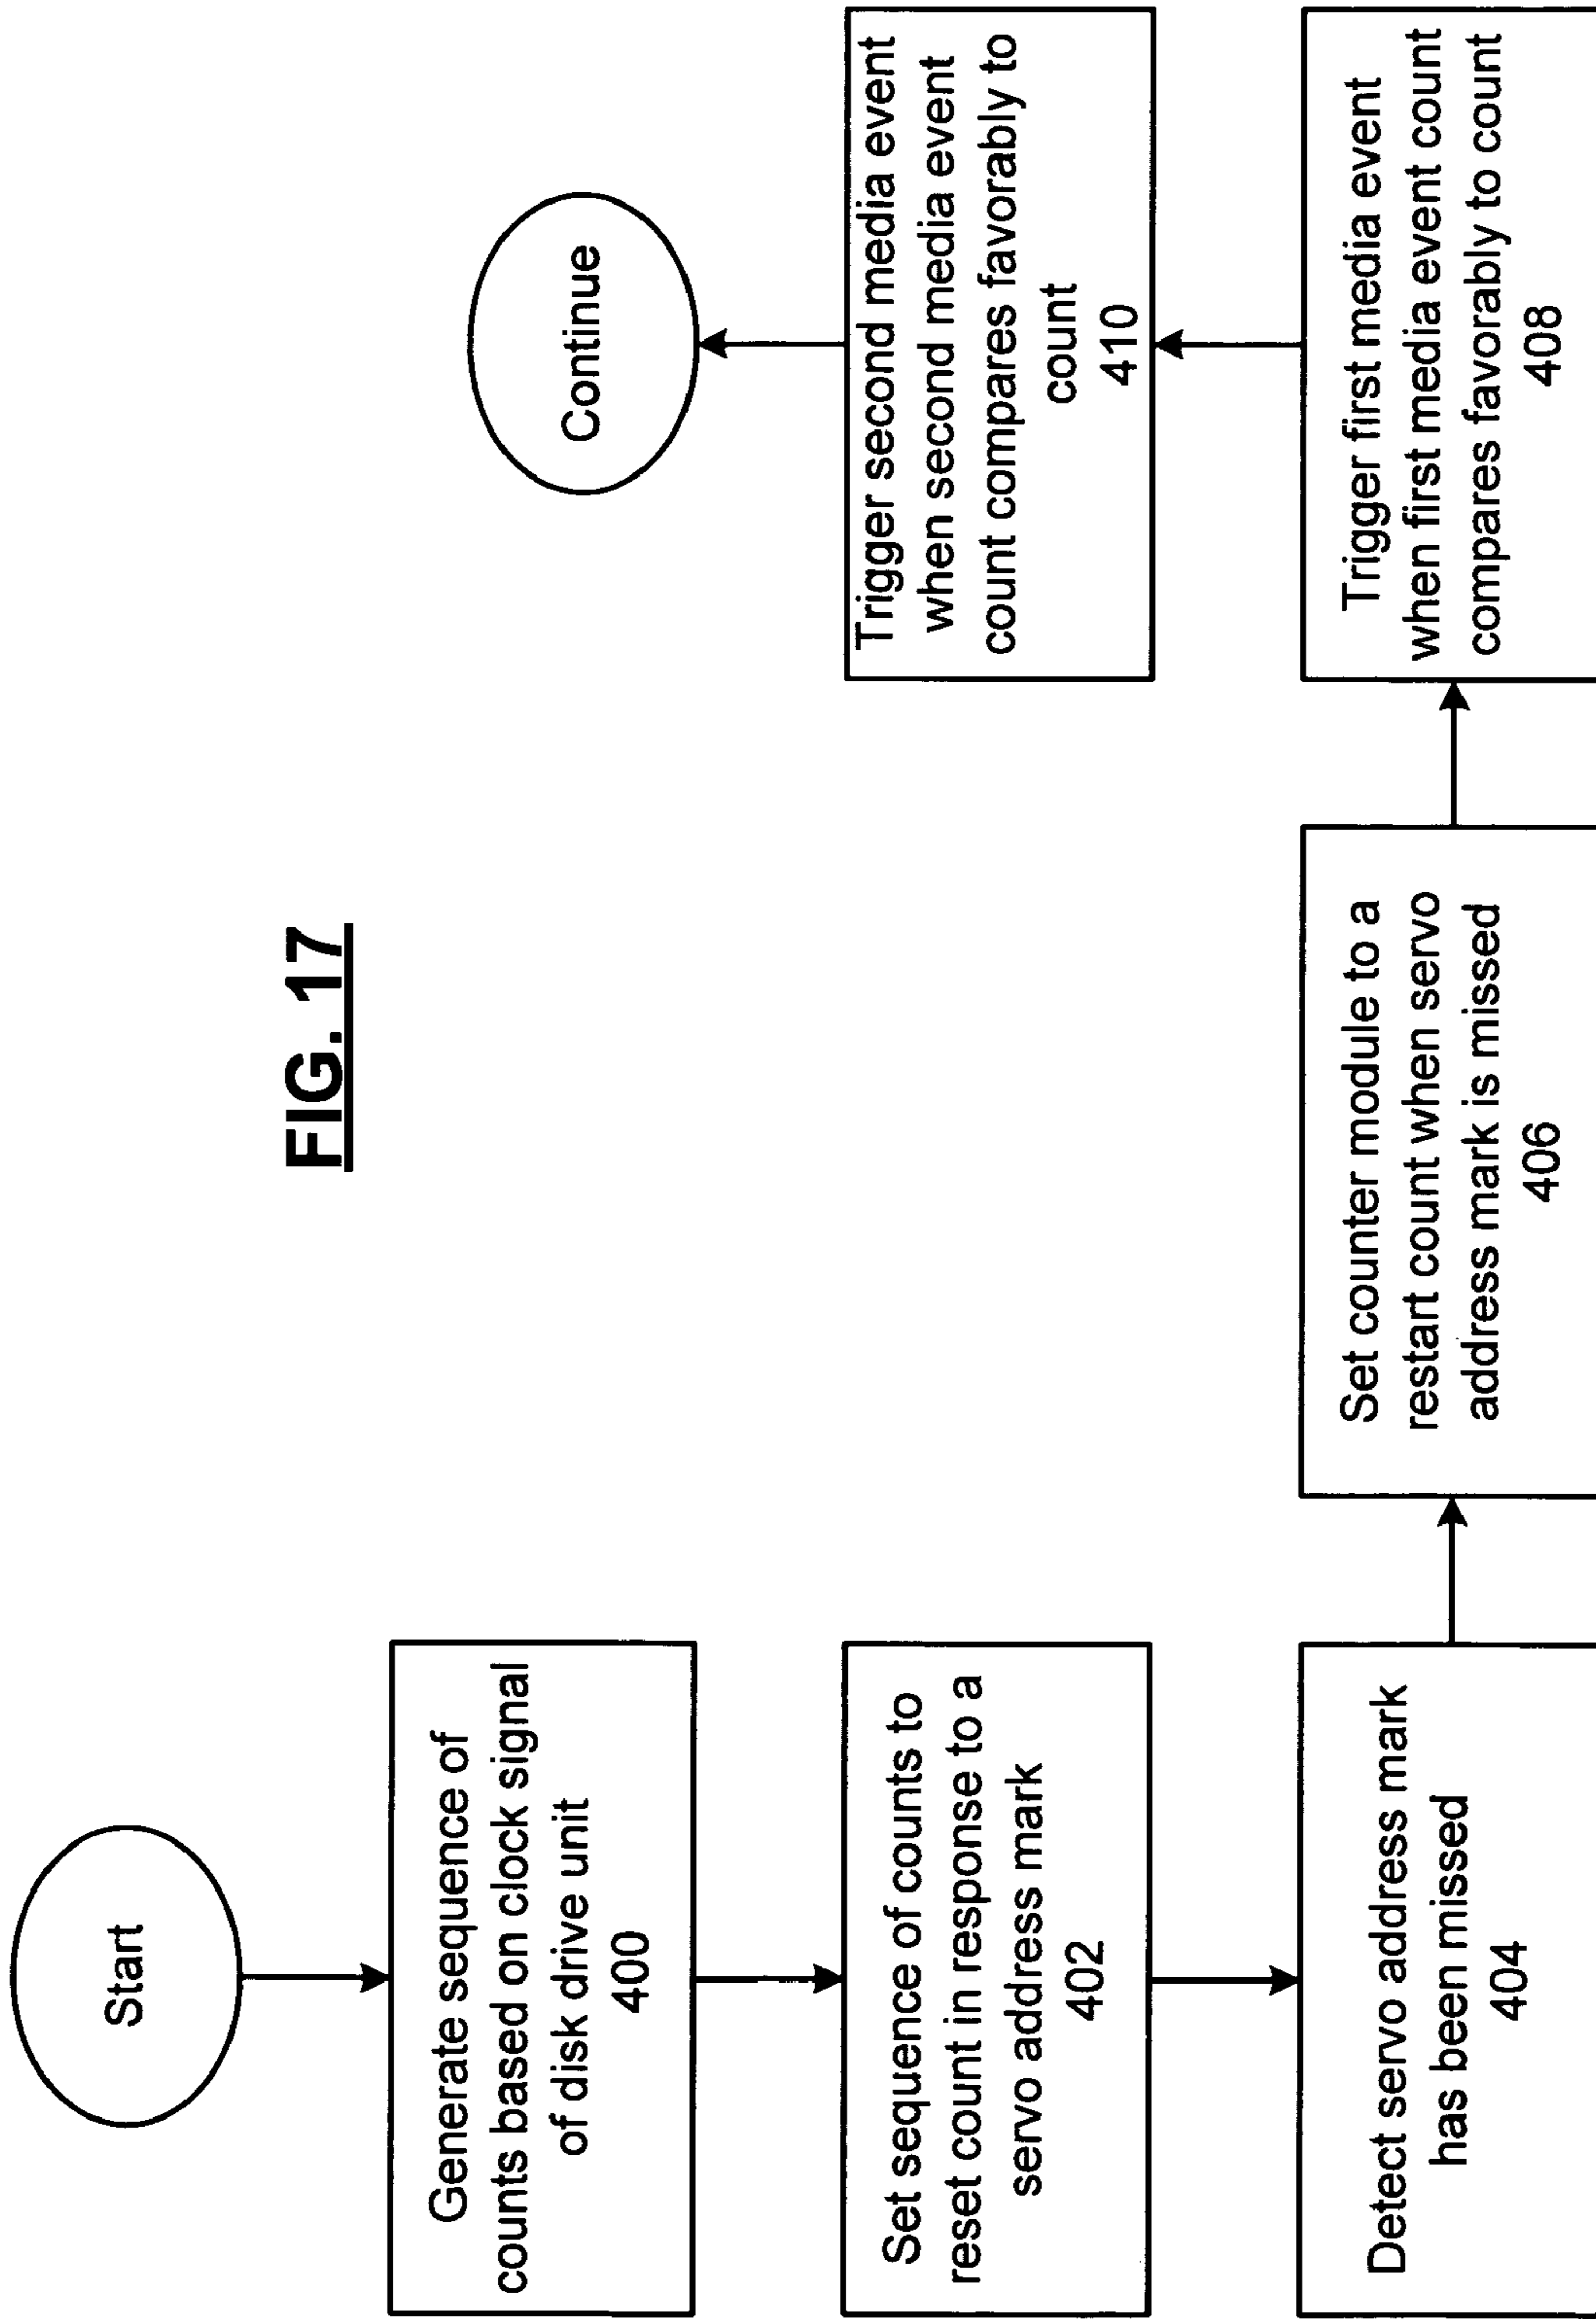 FIG. 17
Start
Generate sequence of
counts based on clock signal
of disk drive unit
400
Set sequence of counts to
reset count in response to a
servo address mark
402
Detect servo address mark
has been missed
404
Set counter module to a
restart count when servo
address mark is missed
406
Trigger first media event
when first media event count
compares favorably to count
408
Trigger second media event
when second media event
count compares favorably to
count
410
Continue